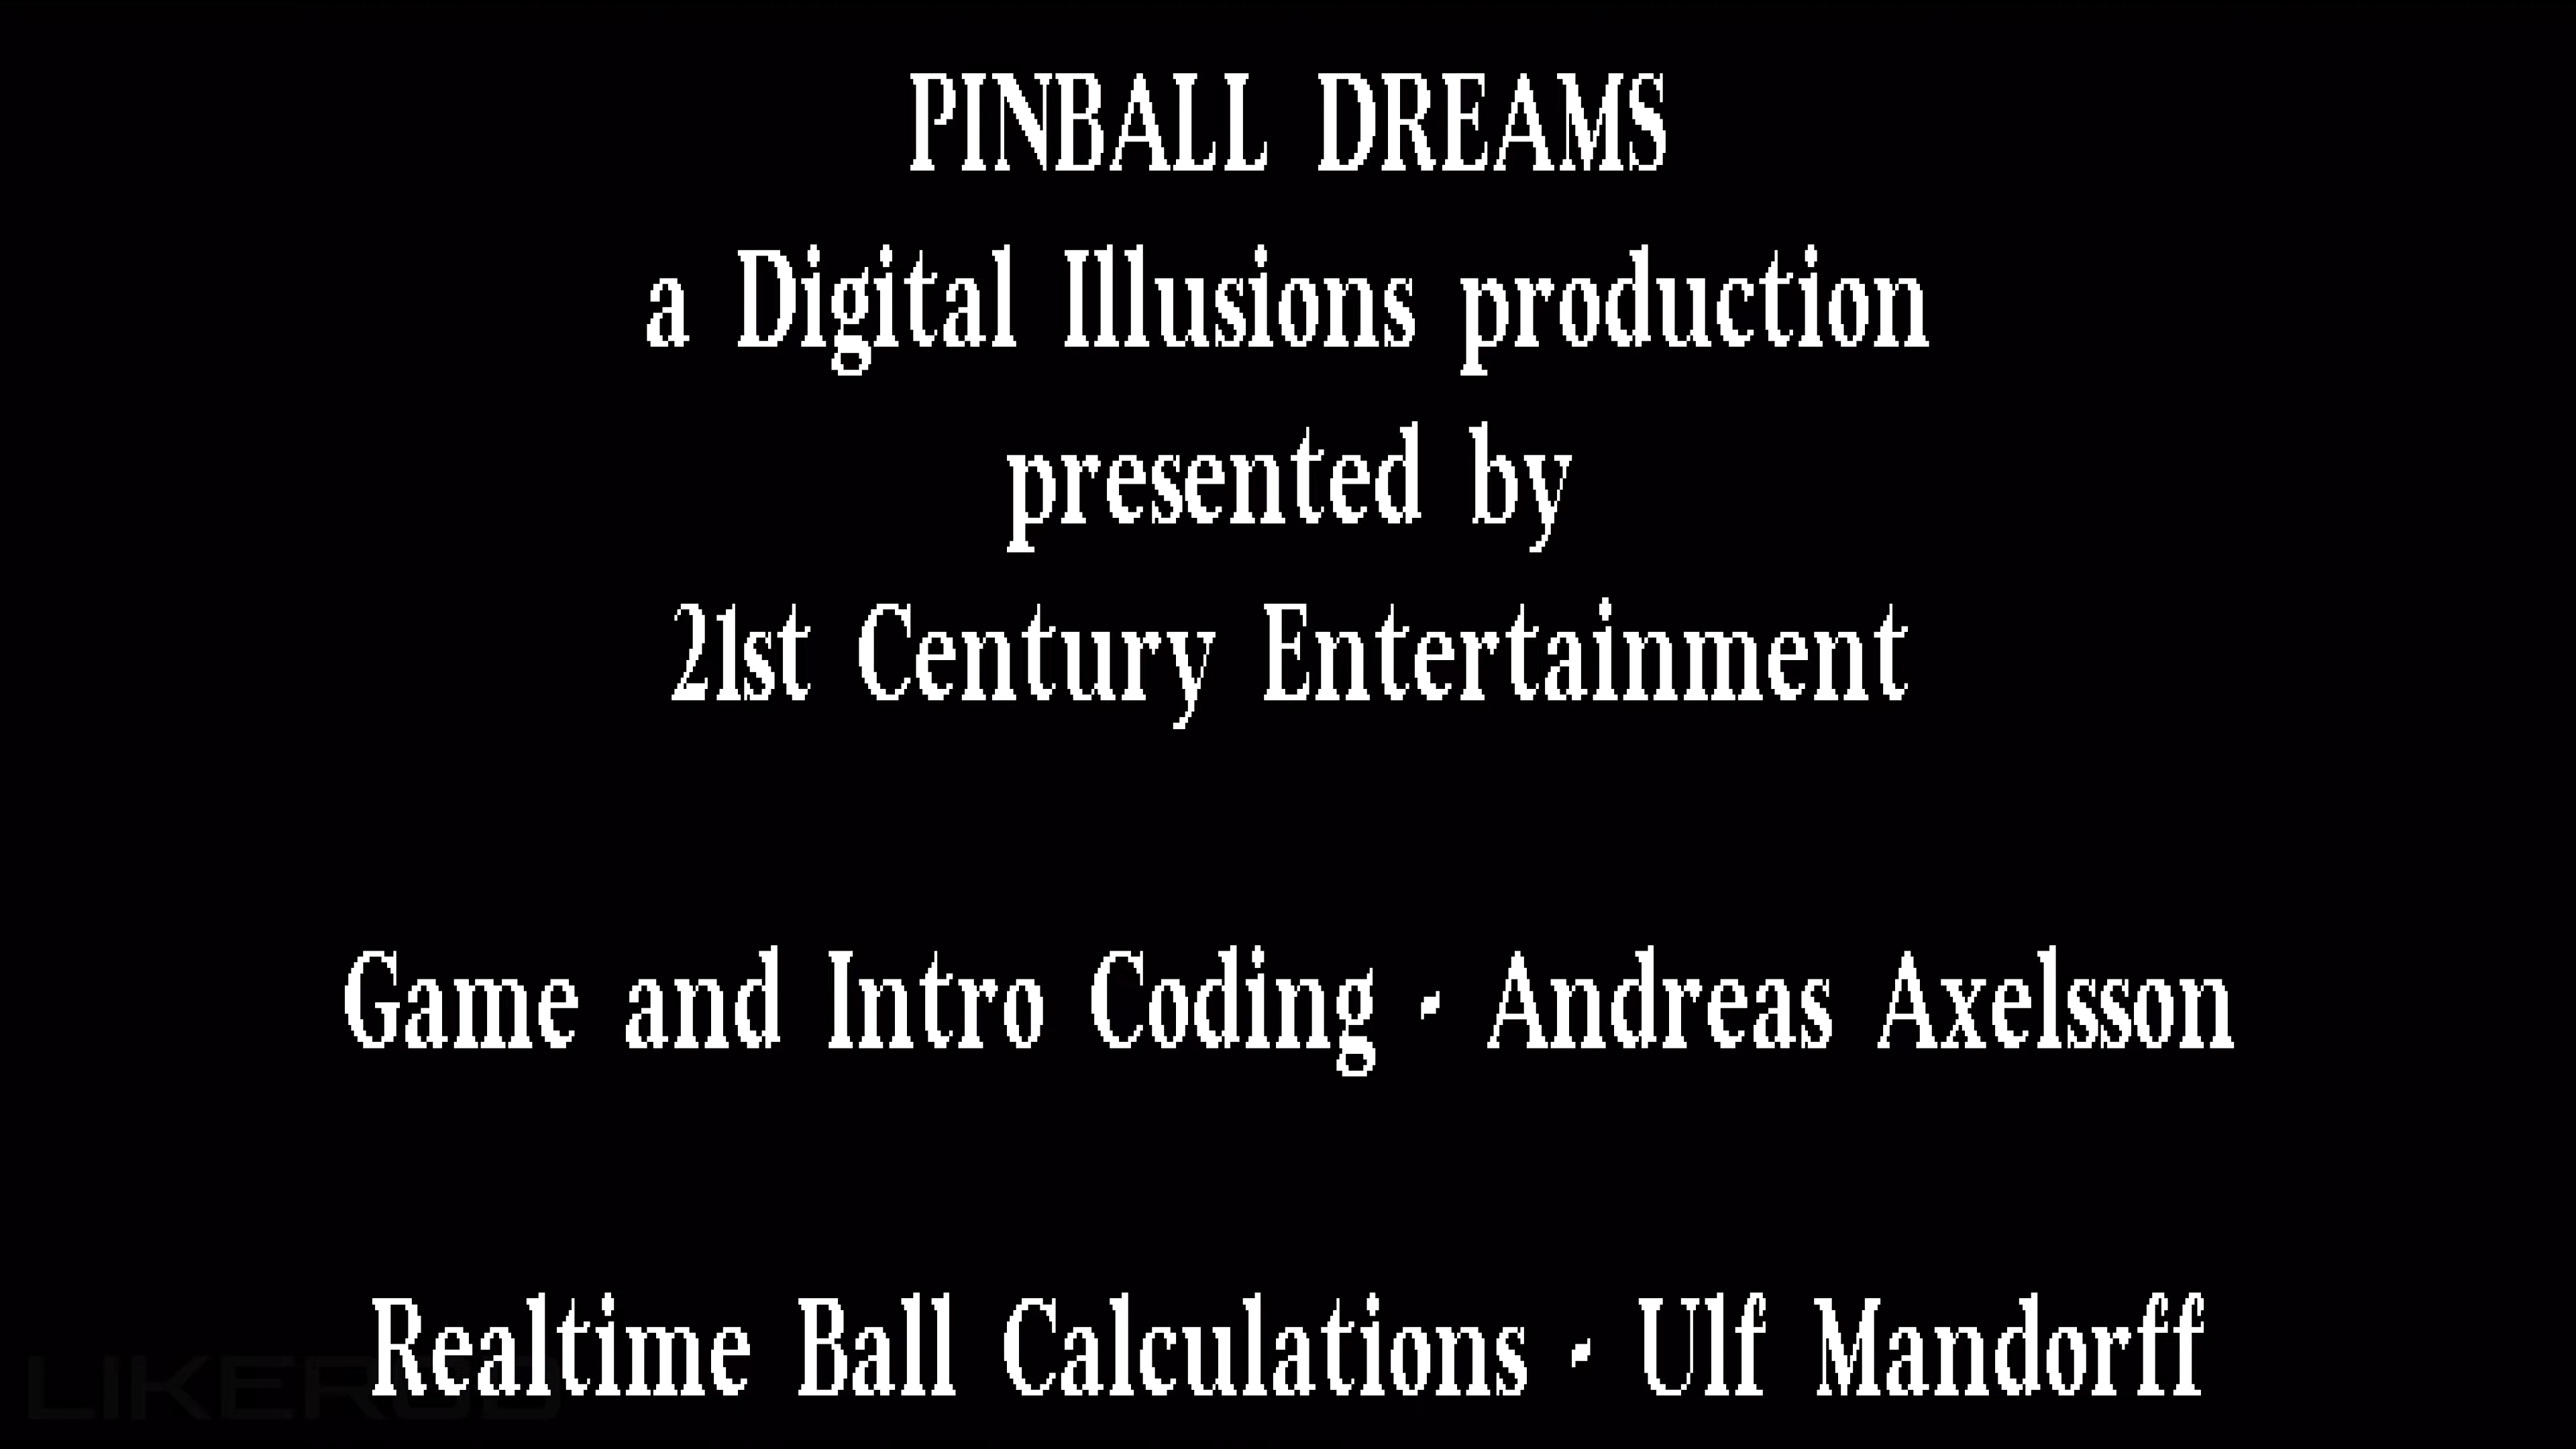 PINBALL DREAMS
a Digital Illusions production
presented by
21st Century Entertainment
Game and Intro Coding - Andreas Axelsson
Realtime Ball Calculations - Ulf Mandorff
LIKEROD